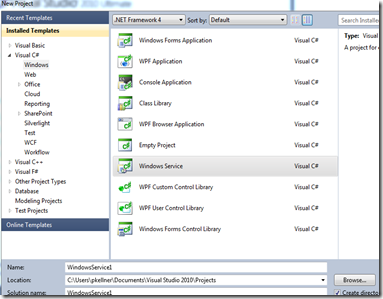 New Project
Studio 2010 Ultimate
Recent Templates
.NET Framework 4
Sort by:
Default
Search Installed
Installed Templates
Visual Basic
Visual C#
Windows
Web
Office
Cloud
Reporting
SharePoint
Silverlight
Test
WCF
Workflow
Visual C++
Visual F#
Other Project Types
Database
Modeling Projects
Test Projects
Online Templates
Windows Forms Application Visual C#
WPF Application Visual C#
Console Application Visual C#
Class Library Visual C#
WPF Browser Application Visual C#
Empty Project Visual C#
Windows Service Visual C#
WPF Custom Control Library Visual C#
WPF User Control Library Visual C#
Windows Forms Control Library Visual C#
Type: Visual
A project for
Name: WindowsService1
Location: C:\Users\pkellner\Documents\Visual Studio 2010\Projects
Browse...
Solution name: WindowsService1
Create director